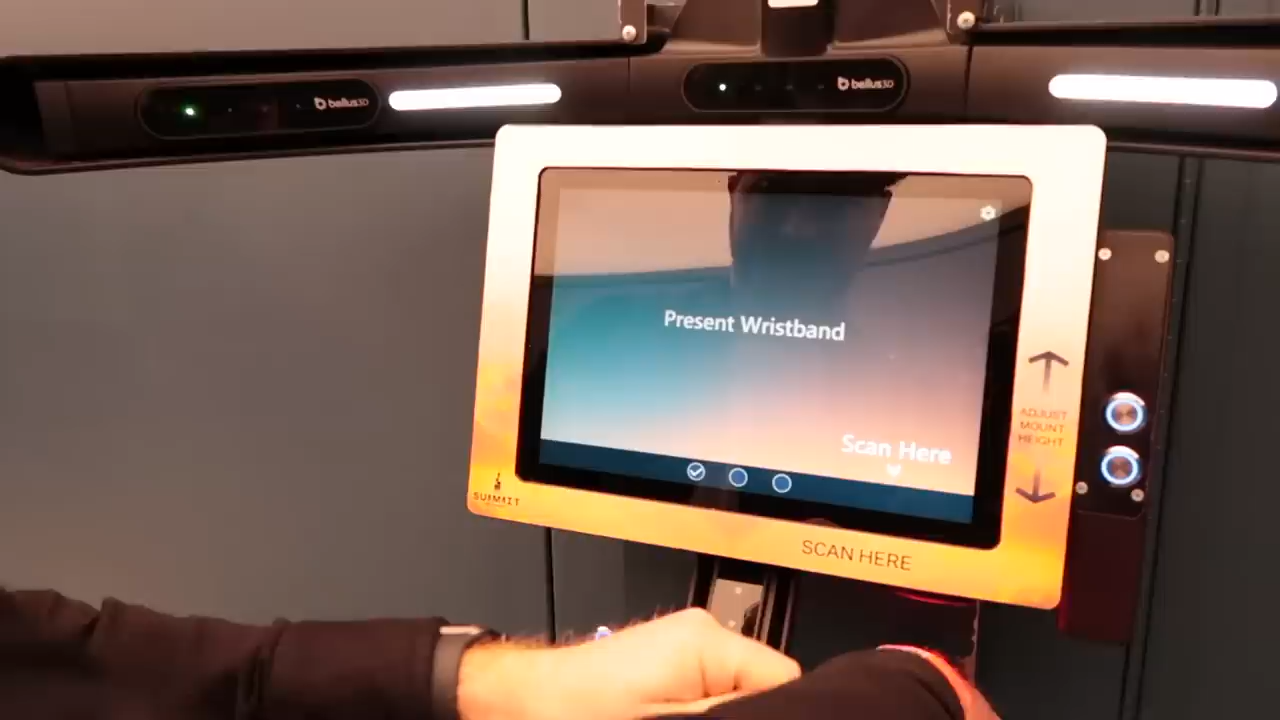 bellus3D
bellus3D
Present Wristband
Scan Here
ADJUST
MOUNT
HEIGHT
SUMMIT
SCAN HERE